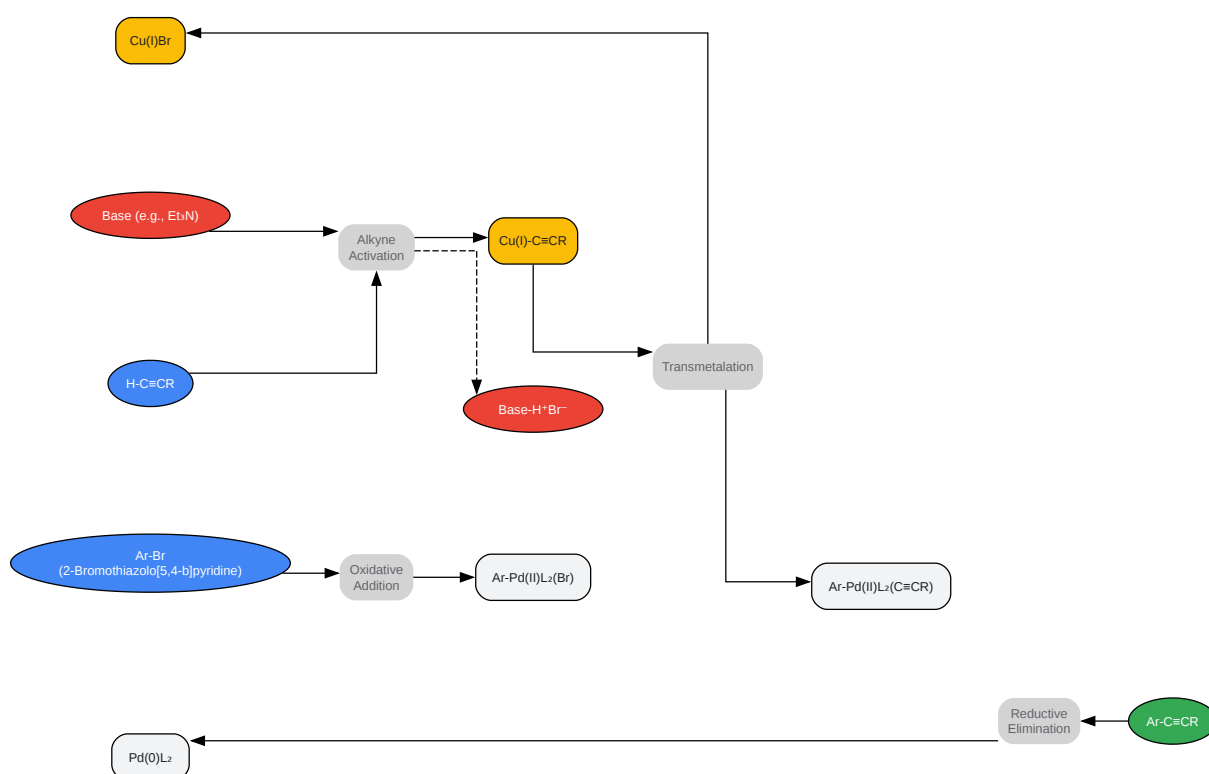 Cu(I)Br
Base (e.g., Et₃N)
Alkyne
Activation
Cu(I)-C≡CR
H-C≡CR
Transmetalation
Base-H⁺Br⁻
Ar-Br
(2-Bromothiazolo[5,4-b]pyridine)
Oxidative
Addition
Ar-Pd(II)L₂(Br)
Ar-Pd(II)L₂(C≡CR)
Reductive
Elimination
Ar-C≡CR
Pd(0)L₂